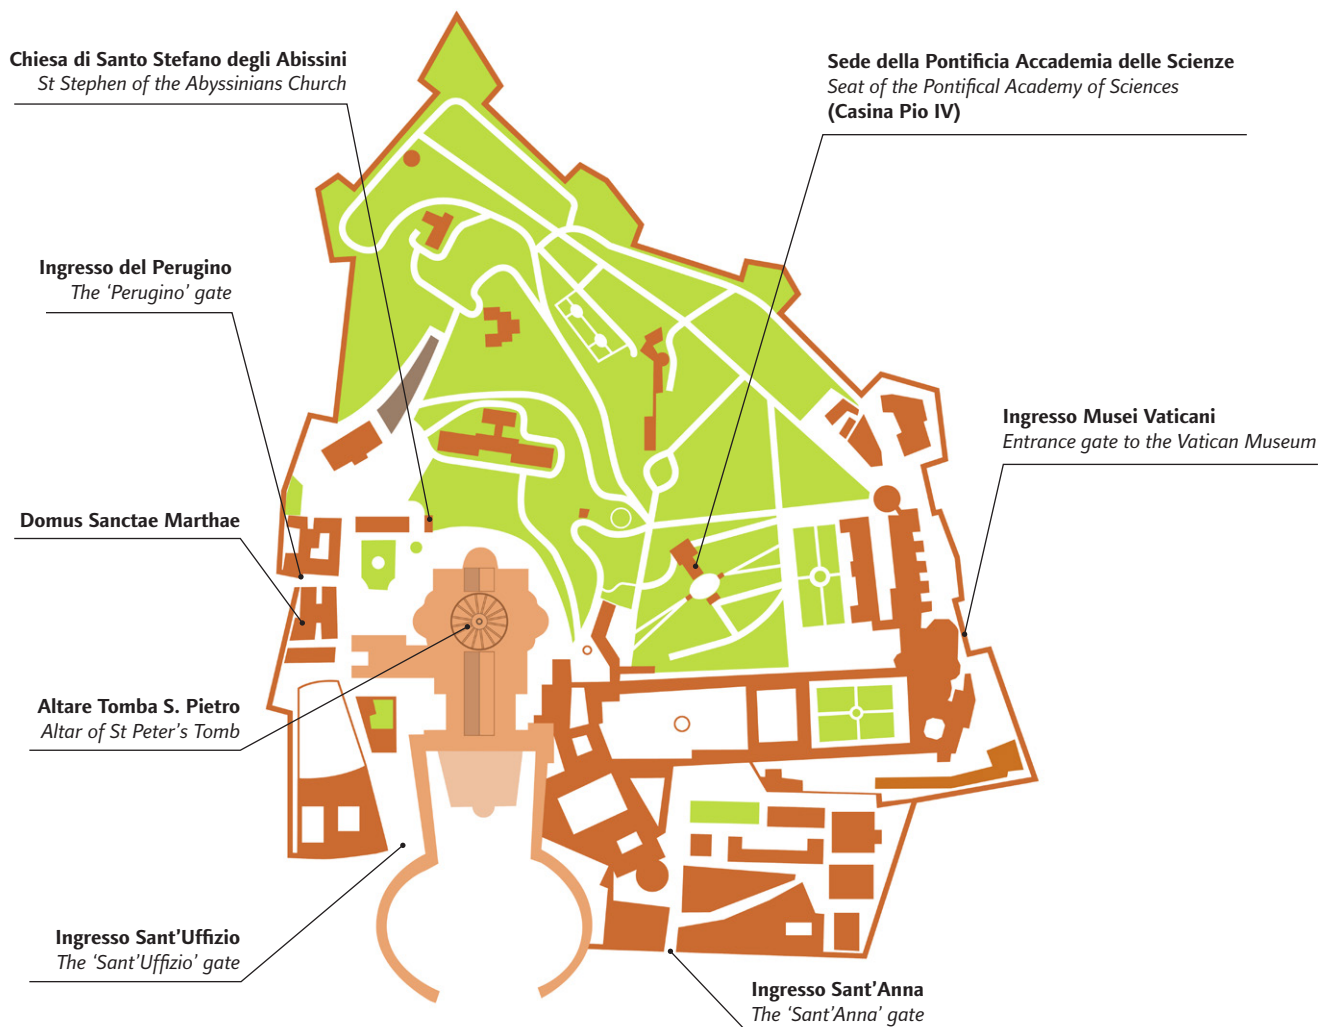 Chiesa di Santo Stefano degli Abissini
St Stephen of the Abyssinians Church
Sede della Pontificia Accademia delle Scienze
Seat of the Pontifical Academy of Sciences
(Casina Pio IV)
Ingresso del Perugino
The ‘Perugino’ gate
Ingresso Musei Vaticani
Entrance gate to the Vatican Museum
Domus Sanctae Marthae
Altare Tomba S. Pietro
Altar of St Peter’s Tomb
Ingresso Sant’Uffizio
The ‘Sant’Uffizio’ gate
Ingresso Sant’Anna
The ‘Sant’Anna’ gate